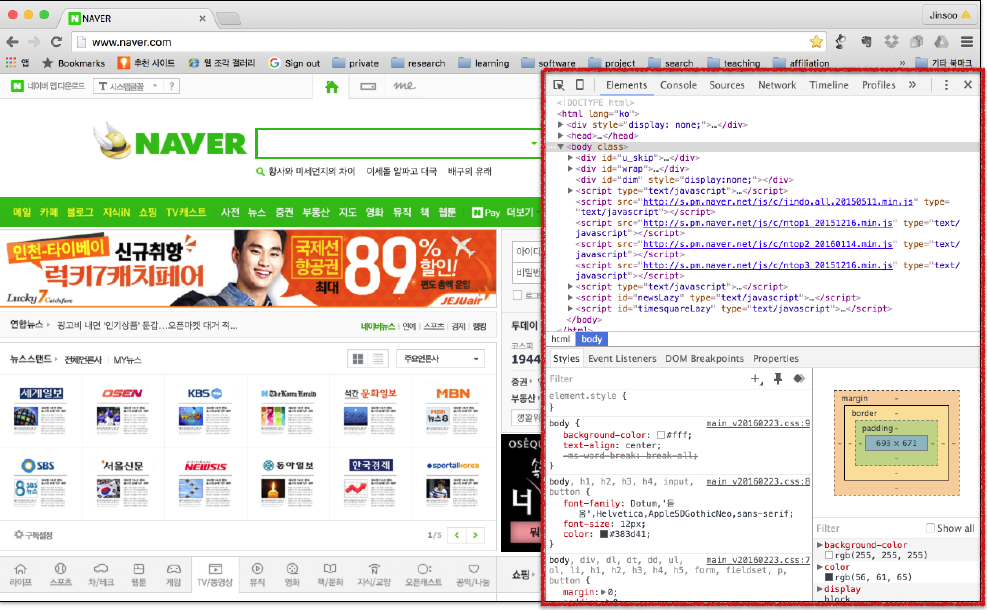 NAVER
Jinsoo
www.naver.com
앱 Bookmarks 추천 사이트 웹 조각 갤러리 Sign out private research learning software project search teaching affiliation » 기타 북마크
네이버 앱 다운로드 시스템글꼴 ?
me
NAVER
황사와 미세먼지의 차이 이세돌 알파고 대국 배구의 유래
메일 카페 블로그 지식iN 쇼핑 TV캐스트 사전 뉴스 증권 부동산 지도 영화 뮤직 책 웹툰 N Pay 더보기
인천-타이베이 신규취항
럭키7캐치페어
Lucky 7 Catchfare
국제선 항공권 최대 89% 할인!
편도 총액 운임
JEJUair
아이디
비밀번
로그
연합뉴스 광고비 내면 '인기상품' 둔갑…오픈마켓 대거 적…
네이버뉴스 연예 스포츠 경제 랭킹
투데이
코스피
1944
증권
부동산
생활위
뉴스스탠드 전체언론사 MY뉴스 주요언론사
세계일보 OSEN KBS The Korea Herald 석간 문화일보 MBN
SBS 서울신문 NEWSIS 동아일보 한국경제 sportalkorea
구독설정 1/5
라이프 스포츠 차/테크 웹툰 게임 TV/동영상 뮤직 영화 책/문화 지식/교양 오픈캐스트 공익/나눔
쇼핑
Elements Console Sources Network Timeline Profiles »
<!DOCTYPE html>
<html lang="ko">
<div style="display: none;">…</div>
<head>…</head>
<body class>
<div id="u_skip">…</div>
<div id="wrap">…</div>
<div id="dim" style="display:none;"></div>
<script type="text/javascript">…</script>
<script src="http://s.pm.naver.net/js/c/jindo.all.20150511.min.js" type=
"text/javascript"></script>
<script src="http://s.pm.naver.net/js/c/ntop1_20151216.min.js" type="text/
javascript"></script>
<script src="http://s.pm.naver.net/js/c/ntop2_20160114.min.js" type="text/
javascript"></script>
<script src="http://s.pm.naver.net/js/c/ntop3_20151216.min.js" type="text/
javascript"></script>
<script type="text/javascript">…</script>
<script id="newsLazy" type="text/javascript">…</script>
<script id="timesquareLazy" type="text/javascript">…</script>
</body>
</html>
html body
Styles Event Listeners DOM Breakpoints Properties
Filter
element.style {
}
body { main_v20160223.css:9
background-color: #fff;
text-align: center;
-ms-word-break: break-all;
}
body, h1, h2, h3, h4, input, main_v20160223.css:8
button {
font-family: Dotum,'돋
움',Helvetica,AppleSDGothicNeo,sans-serif;
font-size: 12px;
color: #383d41;
}
body, div, dl, dt, dd, ul, main_v20160223.css:7
ol, li, h1, h2, h3, h4, h5, form, fieldset, p,
button {
margin: 0;
margin -
border -
padding -
693 × 671
Filter Show all
background-color
rgb(255, 255, 255)
color
rgb(56, 61, 65)
display
block